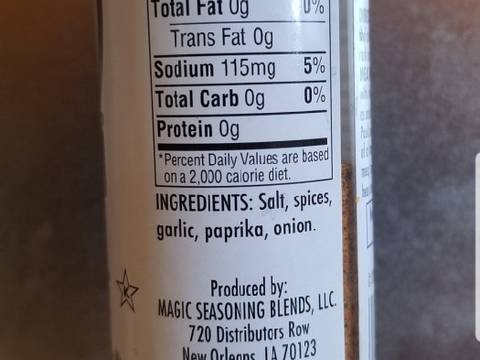 Total Fat 0g 0%
Trans Fat 0g
Sodium 115mg 5%
Total Carb 0g 0%
Protein 0g
*Percent Daily Values are based
on a 2,000 calorie diet.
INGREDIENTS: Salt, spices,
garlic, paprika, onion.
K
Produced by:
MAGIC SEASONING BLENDS, LLC.
720 Distributors Row
New Orleans, LA 70123